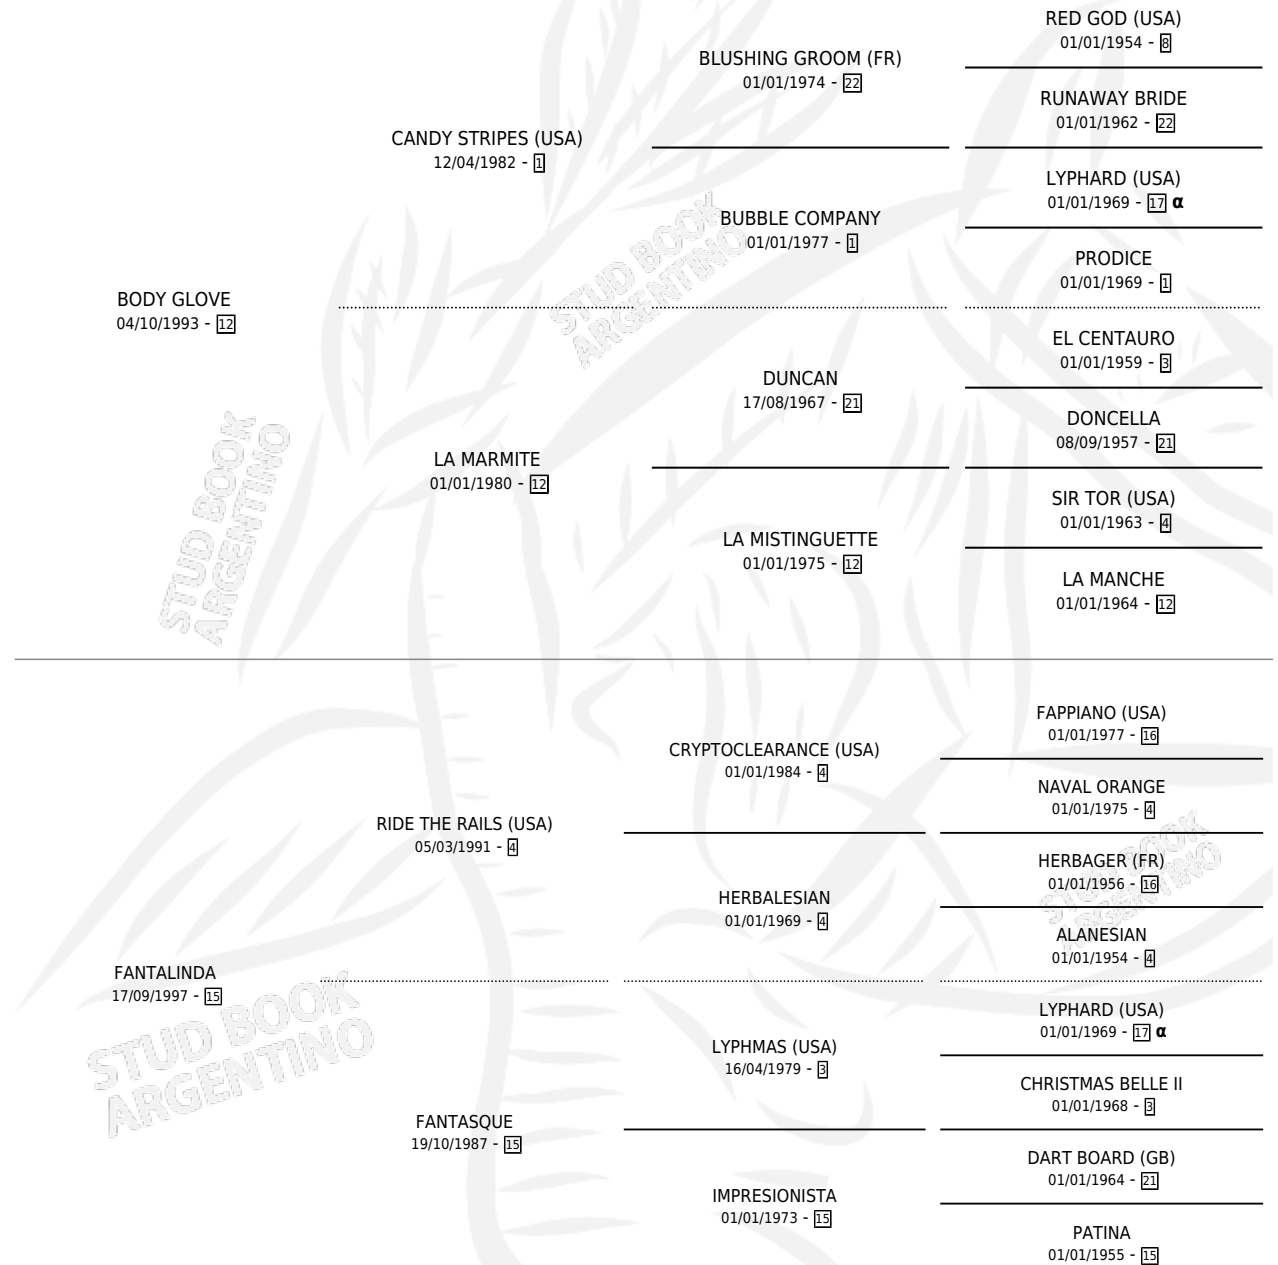 RED GOD (USA)
01/01/1954 - 8
BLUSHING GROOM (FR)
01/01/1974 - 22
RUNAWAY BRIDE
01/01/1962 - 22
CANDY STRIPES (USA)
12/04/1982 - 1
LYPHARD (USA)
01/01/1969 - 17 α
BUBBLE COMPANY
01/01/1977 - 1
PRODICE
01/01/1969 - 1
BODY GLOVE
04/10/1993 - 12
EL CENTAURO
01/01/1959 - 3
DUNCAN
17/08/1967 - 21
DONCELLA
08/09/1957 - 21
LA MARMITE
01/01/1980 - 12
SIR TOR (USA)
01/01/1963 - 4
LA MISTINGUETTE
01/01/1975 - 12
LA MANCHE
01/01/1964 - 12
FAPPIANO (USA)
01/01/1977 - 16
CRYPTOCLEARANCE (USA)
01/01/1984 - 4
NAVAL ORANGE
01/01/1975 - 4
RIDE THE RAILS (USA)
05/03/1991 - 4
HERBAGER (FR)
01/01/1956 - 16
HERBALESIAN
01/01/1969 - 4
ALANESIAN
01/01/1954 - 4
FANTALINDA
17/09/1997 - 15
LYPHARD (USA)
01/01/1969 - 17 α
LYPHMAS (USA)
16/04/1979 - 3
CHRISTMAS BELLE II
01/01/1968 - 3
FANTASQUE
19/10/1987 - 15
DART BOARD (GB)
01/01/1964 - 21
IMPRESIONISTA
01/01/1973 - 15
PATINA
01/01/1955 - 15
STUD BOOK
ARGENTINO
STUD BOOK
ARGENTINO
STUD BOOK
ARGENTINO
STUD BOOK
ARGENTINO